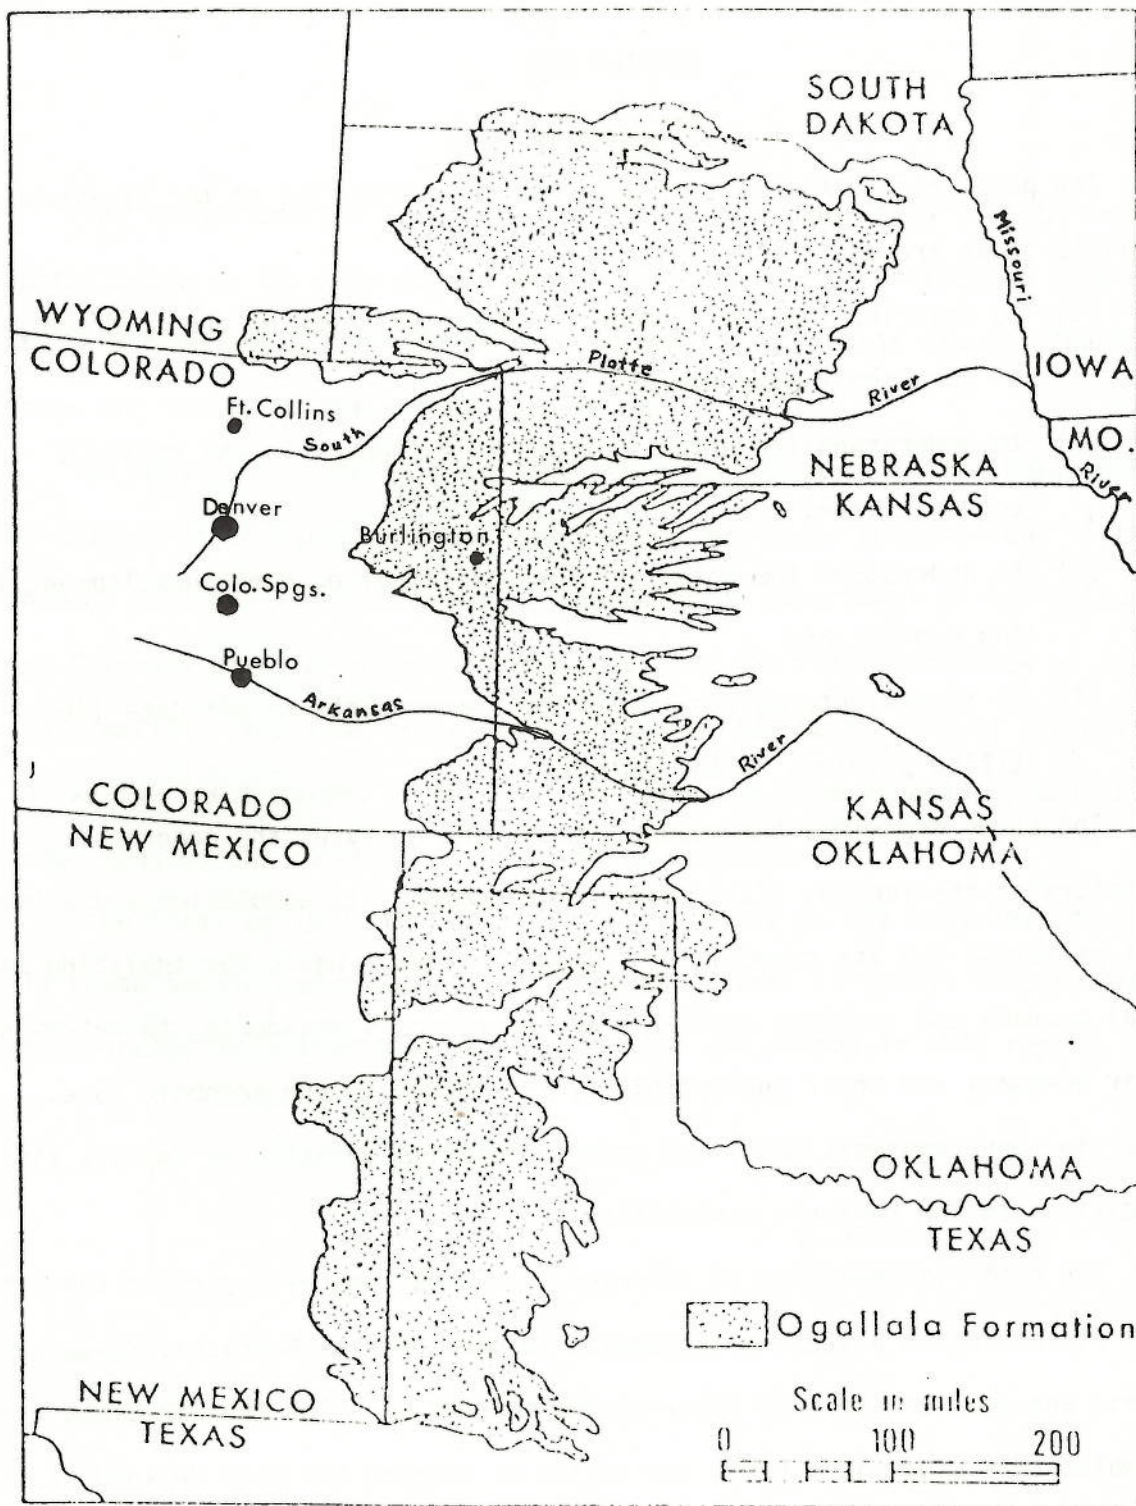 SOUTH
DAKOTA
Missouri
WYOMING
COLORADO
Platte
River
IOWA
Ft. Collins
South
MO.
River
NEBRASKA
KANSAS
Denver
Burlington
Colo. Spgs.
Pueblo
Arkansas
River
COLORADO
NEW MEXICO
KANSAS
OKLAHOMA
OKLAHOMA
TEXAS
Ogallala Formation
NEW MEXICO
TEXAS
Scale in miles
0 100 200